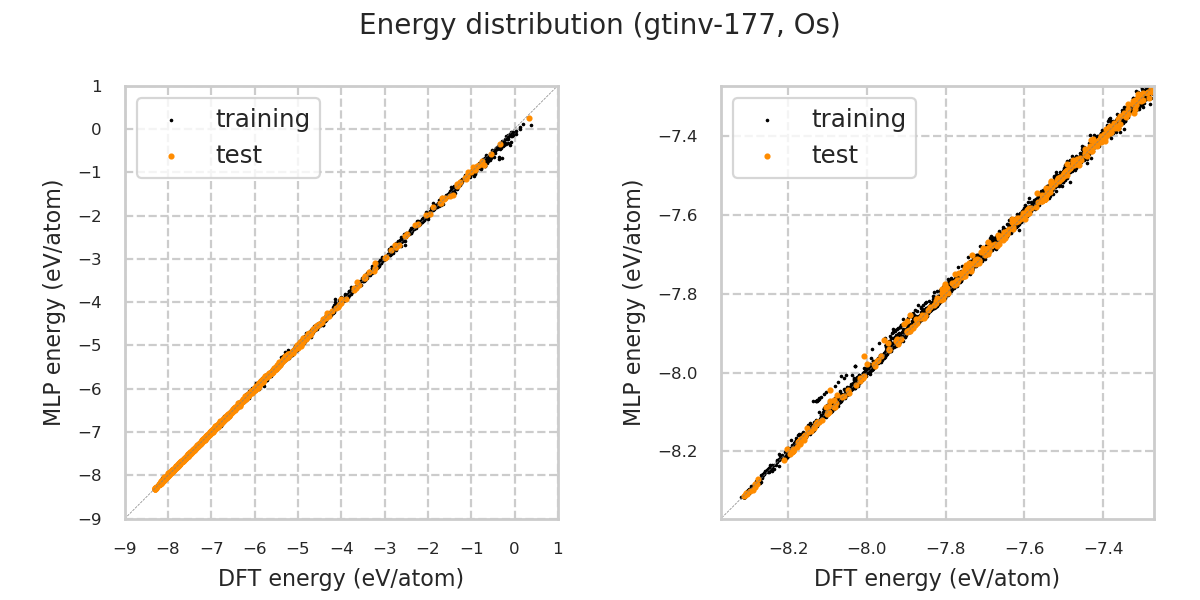 Energy distribution (gtinv-177, Os)
MLP energy (eV/atom)
1
0
−1
−2
−3
−4
−5
−6
−7
−8
−9
training
test
−9 −8 −7 −6 −5 −4 −3 −2 −1 0 1
DFT energy (eV/atom)
MLP energy (eV/atom)
−7.4
−7.6
−7.8
−8.0
−8.2
training
test
−8.2 −8.0 −7.8 −7.6 −7.4
DFT energy (eV/atom)